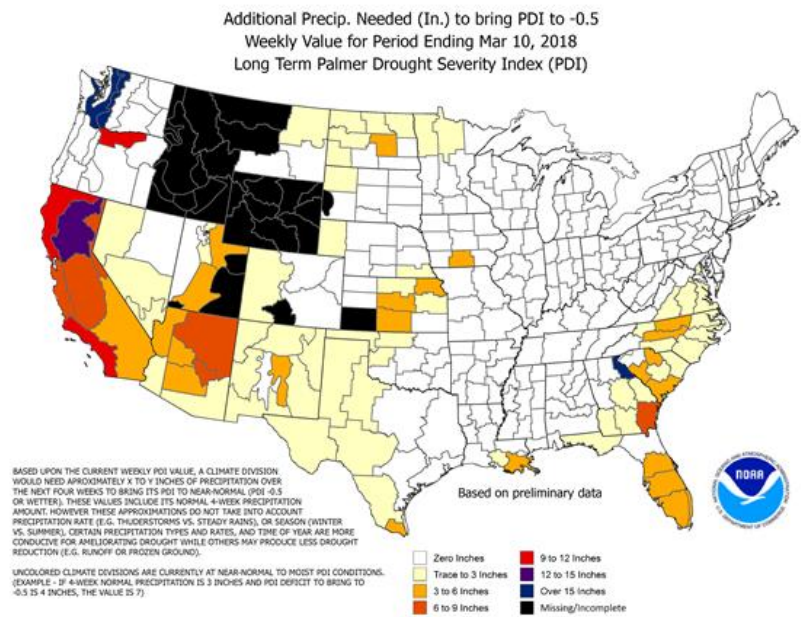 Additional Precip. Needed (In.) to bring PDI to -0.5
Weekly Value for Period Ending Mar 10, 2018
Long Term Palmer Drought Severity Index (PDI)
BASED UPON THE CURRENT WEEKLY PDI VALUE, A CLIMATE DIVISION
WOULD NEED APROXIMATELY X TO Y INCHES OF PRECIPITATION OVER
THE NEXT FOUR WEEKS TO BRING ITS PDI TO NEAR-NORMAL (PDI -0.5
OR WETTER). THESE VALUES INCLUDE ITS NORMAL 4-WEEK PRECIPITATION
AMOUNT. HOWEVER THESE APPROXIMATIONS DO NOT TAKE INTO ACCOUNT
PRECIPITATION RATE (E.G. THUDERSTORMS VS. STEADY RAINS), OR SEASON (WINTER
VS. SUMMER), CERTAIN PRECIPITATION TYPES AND RATES, AND TIME OF YEAR ARE MORE
CONDUCIVE FOR AMELIORATING DROUGHT WHILE OTHERS MAY PRODUCE LESS DROUGHT
REDUCTION (E.G. RUNOFF OR FROZEN GROUND).
UNCOLORED CLIMATE DIVISIONS ARE CURRENTLY AT NEAR-NORMAL TO MOIST PDI CONDITIONS.
(EXAMPLE - IF 4-WEEK NORMAL PRECIPITATION IS 3 INCHES AND PDI DEFICIT TO BRING TO
-0.5 IS 4 INCHES, THE VALUE IS 7)
Based on preliminary data
NOAA
Zero Inches
Trace to 3 Inches
3 to 6 Inches
6 to 9 Inches
9 to 12 Inches
12 to 15 Inches
Over 15 Inches
Missing/Incomplete